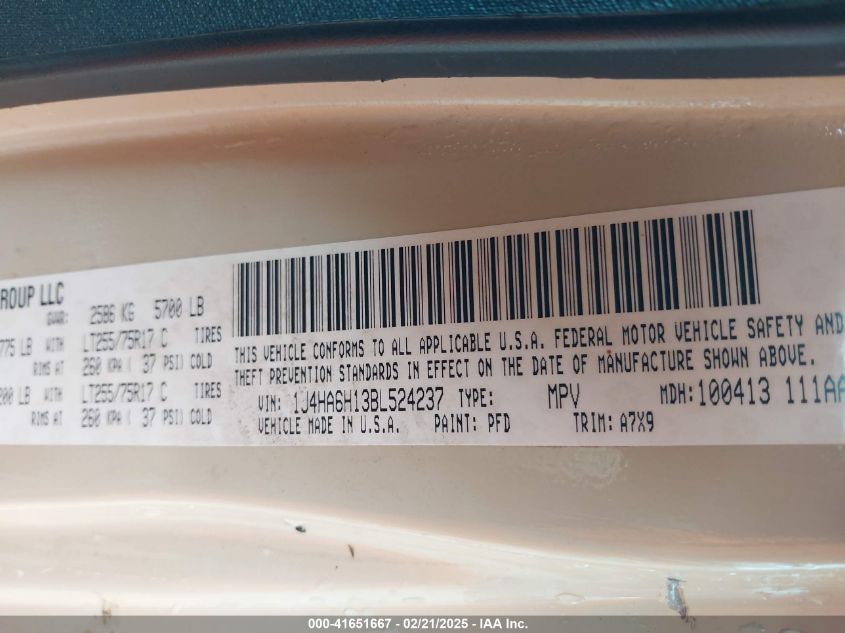 GROUP LLC
GVWR: 2586 KG 5700 LB
775 LB WITH LT255/75R17 C TIRES
RIMS AT 260 KPA ( 37 PSI) COLD
200 LB WITH LT255/75R17 C TIRES
RIMS AT 260 KPA ( 37 PSI) COLD
THIS VEHICLE CONFORMS TO ALL APPLICABLE U.S.A. FEDERAL MOTOR VEHICLE SAFETY AND
THEFT PREVENTION STANDARDS IN EFFECT ON THE DATE OF MANUFACTURE SHOWN ABOVE.
VIN: 1J4HA6H13BL524237 TYPE: MPV MDH: 100413 111AA
VEHICLE MADE IN U.S.A. PAINT: PFD TRIM: A7X9
000-41651667 - 02/21/2025 - IAA Inc.